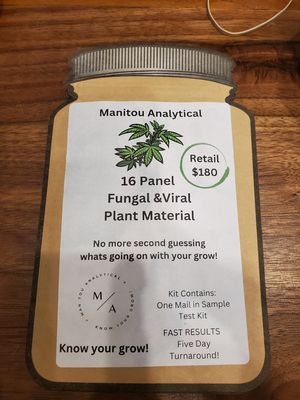 Manitou Analytical
Retail
$180
16 Panel
Fungal &Viral
Plant Material
No more second guessing
whats going on with your grow!
M/A
Kit Contains:
One Mail in Sample
Test Kit
FAST RESULTS
Five Day
Turnaround!
Know your grow!